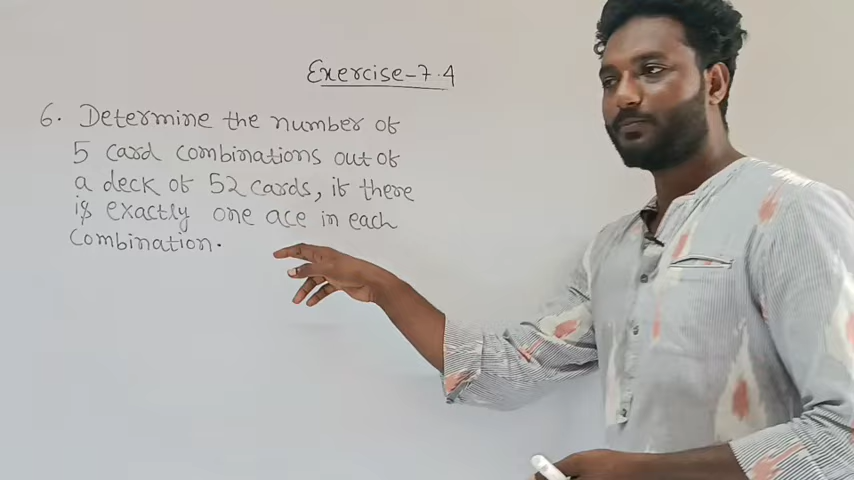 Exercise-7.4
6. Determine the number of
5 card combinations out of
a deck of 52 cards, if there
is exactly one ace in each
combination.